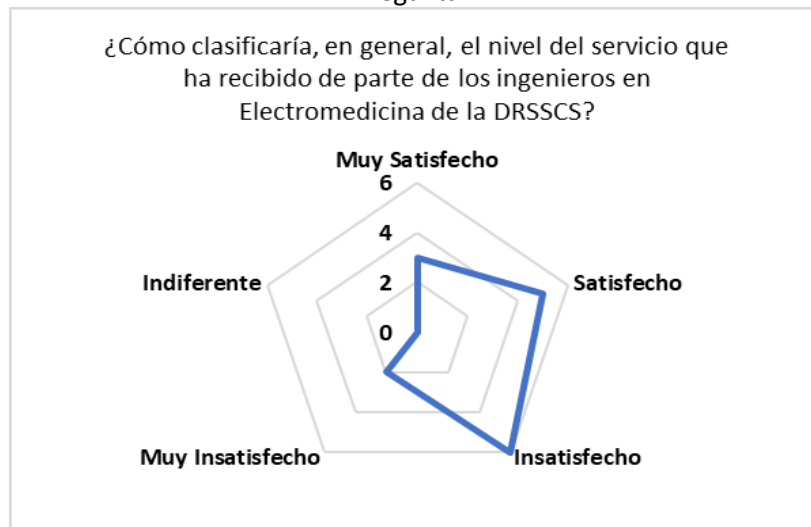 ¿Cómo clasificaría, en general, el nivel del servicio que
ha recibido de parte de los ingenieros en
Electromedicina de la DRSSCS?
Muy Satisfecho
6
4
Indiferente
2
Satisfecho
0
Muy Insatisfecho
Insatisfecho